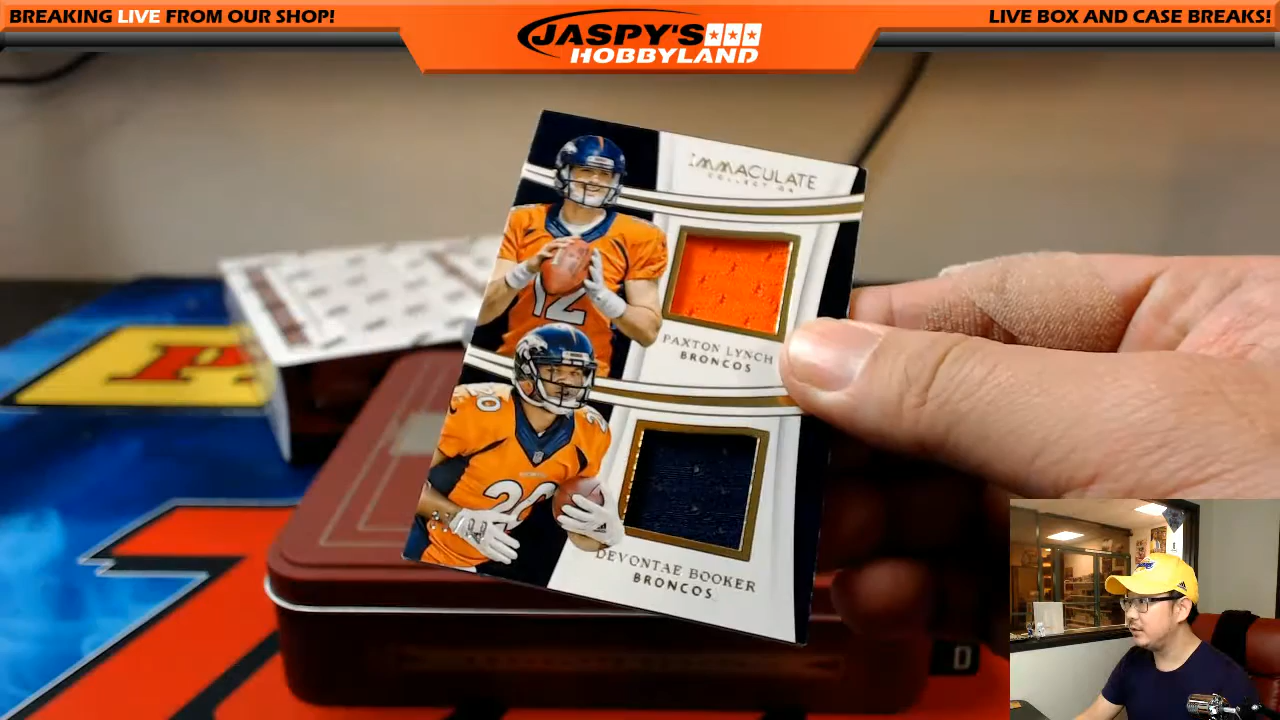 BREAKING LIVE FROM OUR SHOP!
JASPY'S
HOBBYLAND
LIVE BOX AND CASE BREAKS!
IMMACULATE
COLLECTION
12
PAXTON LYNCH
BRONCOS
20
20
DEVONTAE BOOKER
BRONCOS
D